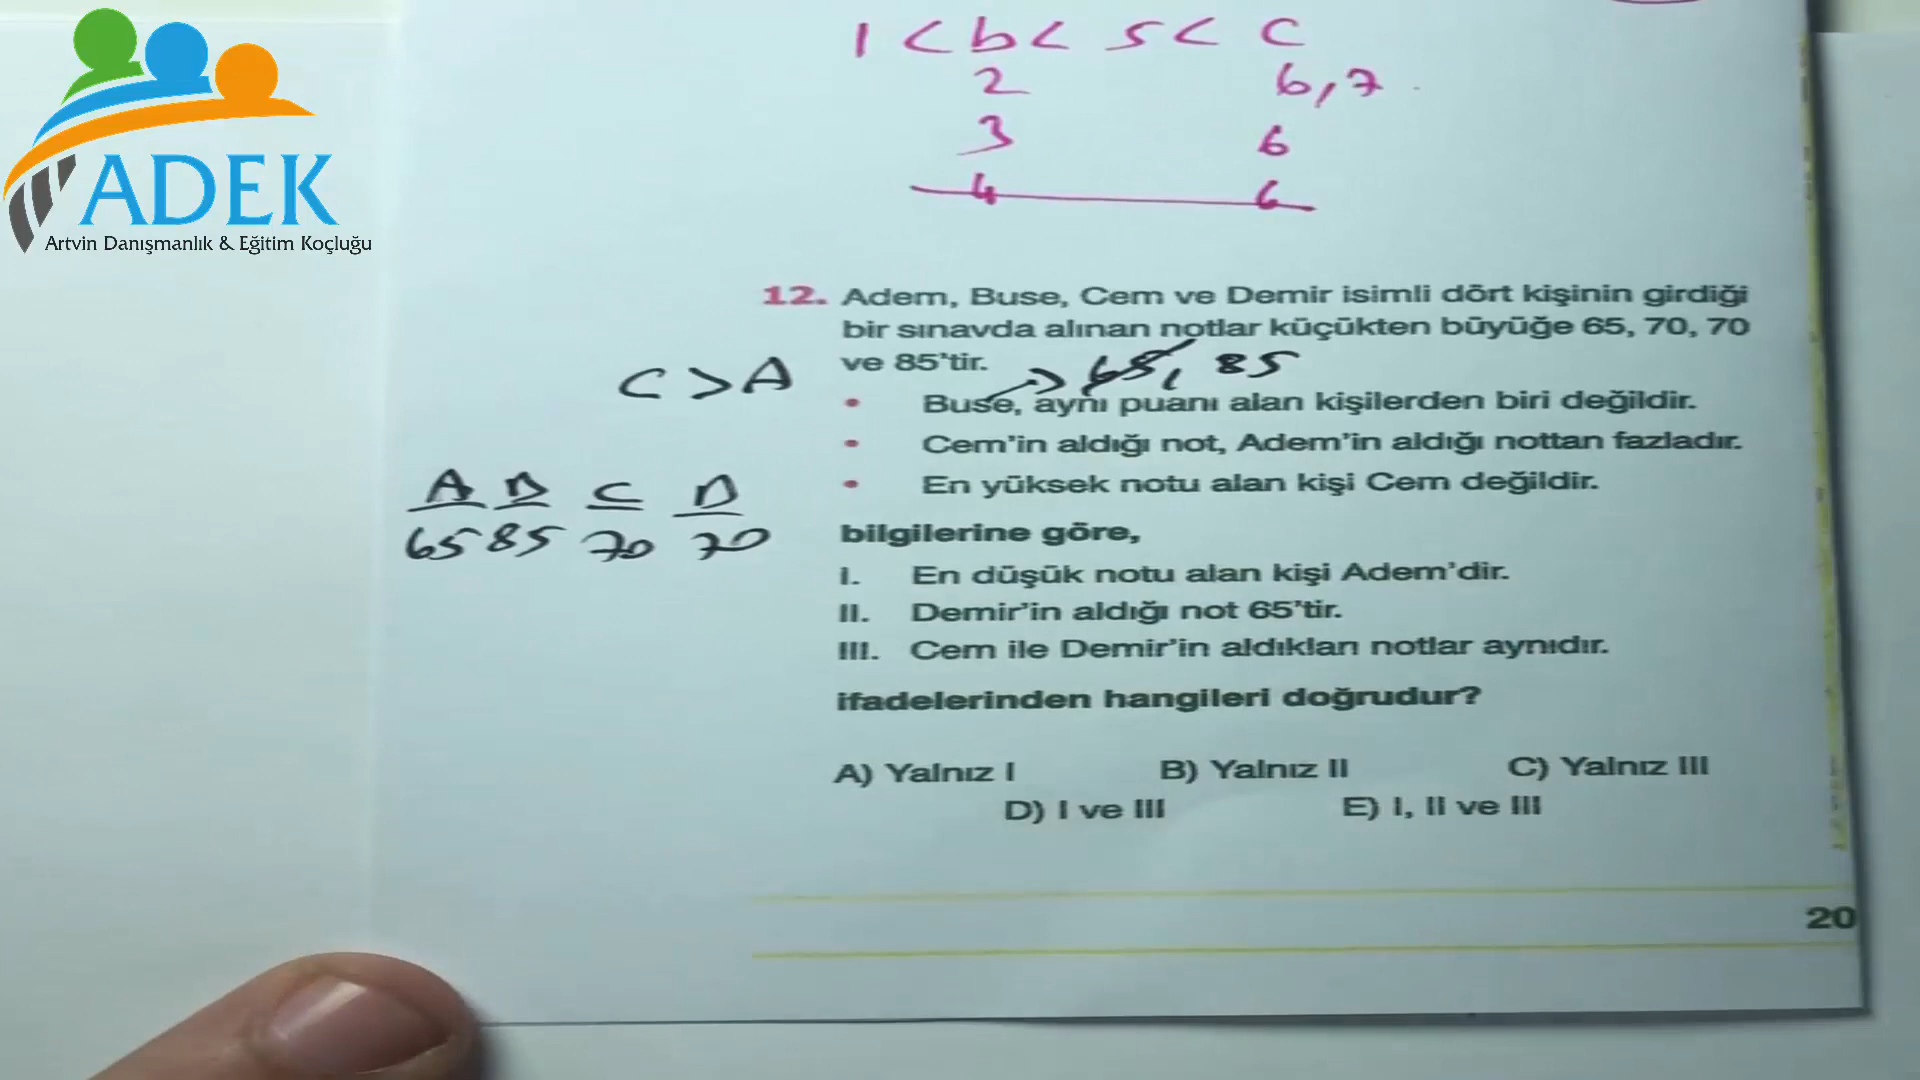 ADEK
Artvin Danışmanlık & Eğitim Koçluğu
1 < b < 5 < c
2 6,7
3 6
4 6
12. Adem, Buse, Cem ve Demir isimli dört kişinin girdiği
bir sınavda alınan notlar küçükten büyüğe 65, 70, 70
ve 85'tir.
65, 85
C > A
• Buse, aynı puanı alan kişilerden biri değildir.
• Cem'in aldığı not, Adem'in aldığı nottan fazladır.
• En yüksek notu alan kişi Cem değildir.
A B C D
65 85 70 70
bilgilerine göre,
I. En düşük notu alan kişi Adem'dir.
II. Demir'in aldığı not 65'tir.
III. Cem ile Demir'in aldıkları notlar aynıdır.
ifadelerinden hangileri doğrudur?
A) Yalnız I B) Yalnız II C) Yalnız III
D) I ve III E) I, II ve III
20